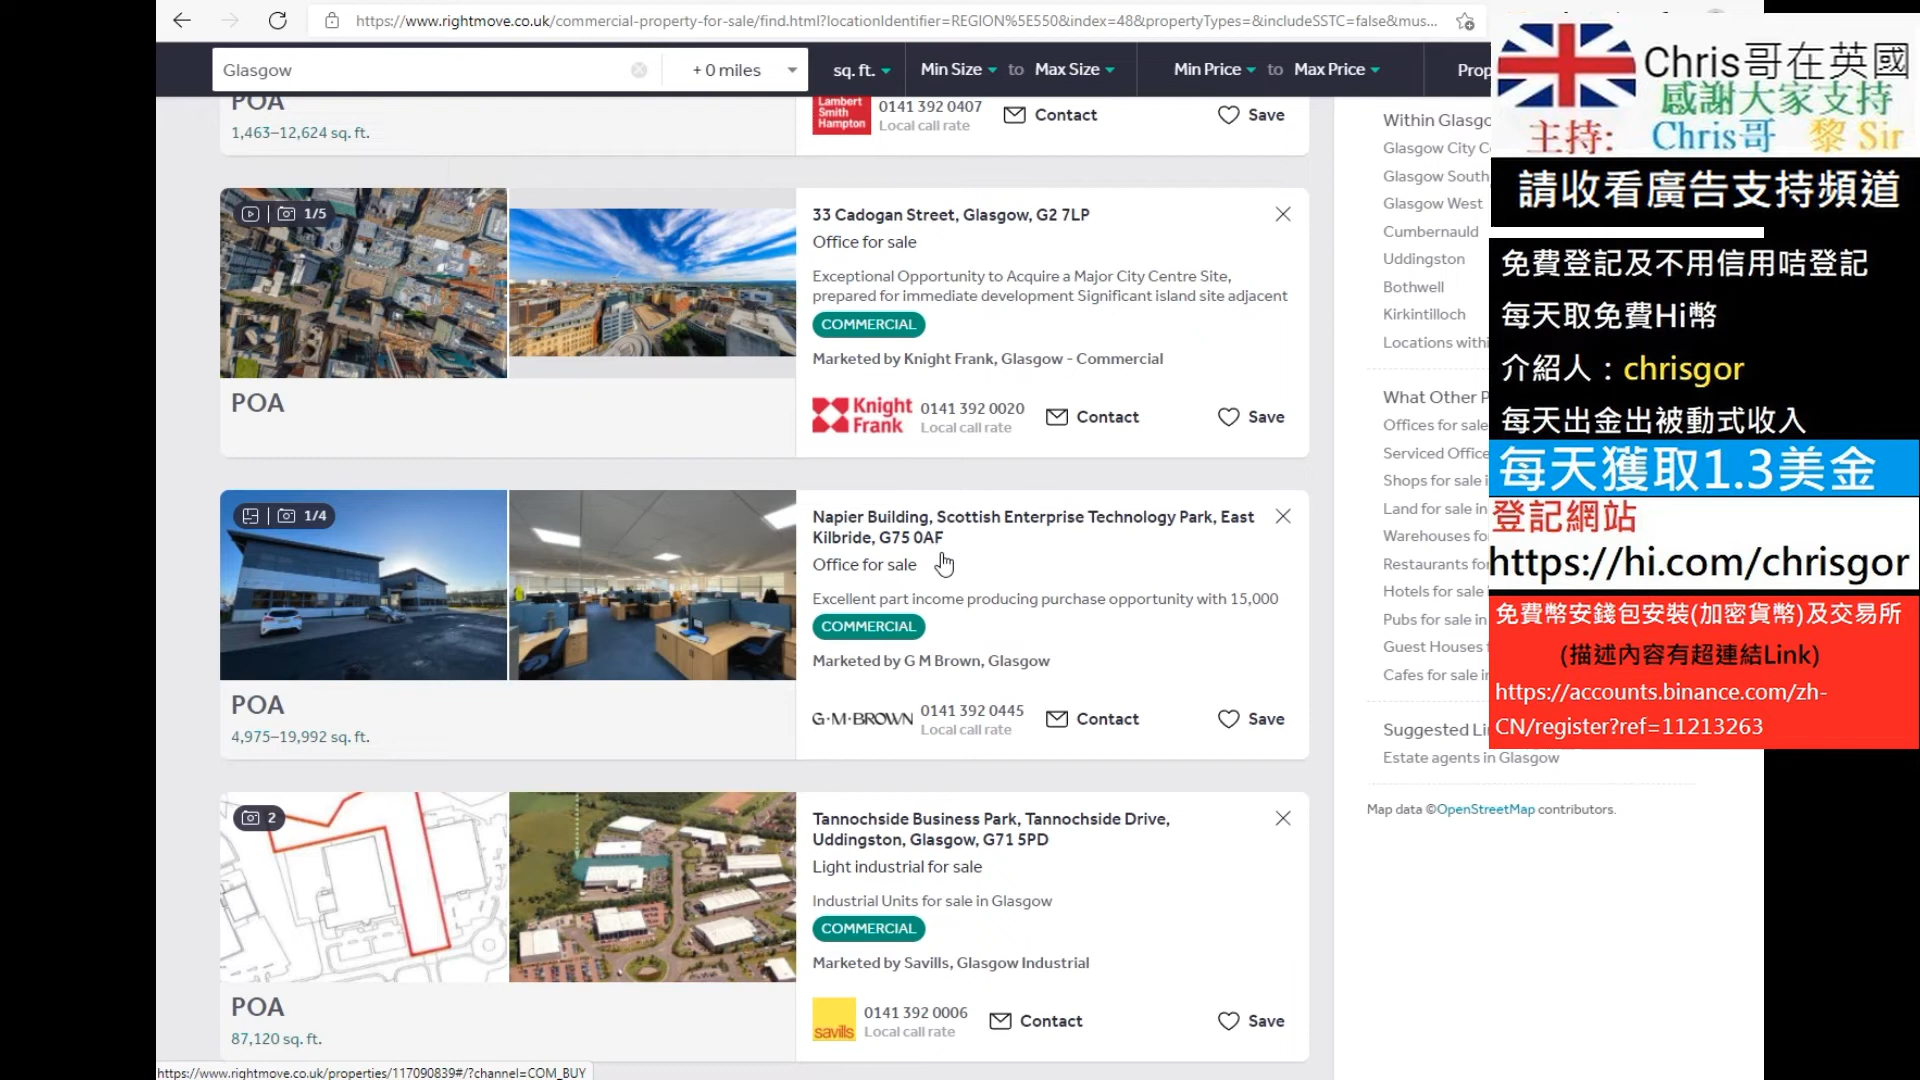 https://www.rightmove.co.uk/commercial-property-for-sale/find.html?locationIdentifier=REGION%5E550&index=48&propertyTypes=&includeSSTC=false&mus...
Glasgow
+ 0 miles
sq. ft.
Min Size to Max Size
Min Price to Max Price
Prop
POA
1,463–12,624 sq. ft.
Lambert
Smith
Hampton
0141 392 0407
Local call rate
Contact
Save
1/5
POA
33 Cadogan Street, Glasgow, G2 7LP
Office for sale
Exceptional Opportunity to Acquire a Major City Centre Site,
prepared for immediate development Significant island site adjacent
COMMERCIAL
Marketed by Knight Frank, Glasgow - Commercial
Knight
Frank
0141 392 0020
Local call rate
Contact
Save
1/4
POA
4,975–19,992 sq. ft.
Napier Building, Scottish Enterprise Technology Park, East
Kilbride, G75 0AF
Office for sale
Excellent part income producing purchase opportunity with 15,000
COMMERCIAL
Marketed by G M Brown, Glasgow
G·M·BROWN
0141 392 0445
Local call rate
Contact
Save
2
POA
87,120 sq. ft.
Tannochside Business Park, Tannochside Drive,
Uddingston, Glasgow, G71 5PD
Light industrial for sale
Industrial Units for sale in Glasgow
COMMERCIAL
Marketed by Savills, Glasgow Industrial
savills
0141 392 0006
Local call rate
Contact
Save
https://www.rightmove.co.uk/properties/117090839#/?channel=COM_BUY
Within Glasgo
Glasgow City C
Glasgow South
Glasgow West
Cumbernauld
Uddingston
Bothwell
Kirkintilloch
Locations withi
What Other P
Offices for sale
Serviced Office
Shops for sale i
Land for sale in
Warehouses fo
Restaurants for
Hotels for sale
Pubs for sale in
Guest Houses
Cafes for sale i
Suggested Li
Estate agents in Glasgow
Map data ©OpenStreetMap contributors.
Chris哥在英國
感謝大家支持
主持: Chris哥 黎 Sir
請收看廣告支持頻道
免費登記及不用信用咭登記
每天取免費Hi幣
介紹人：chrisgor
每天出金出被動式收入
每天獲取1.3美金
登記網站
https://hi.com/chrisgor
免費幣安錢包安裝(加密貨幣)及交易所
(描述內容有超連結Link)
https://accounts.binance.com/zh-
CN/register?ref=11213263